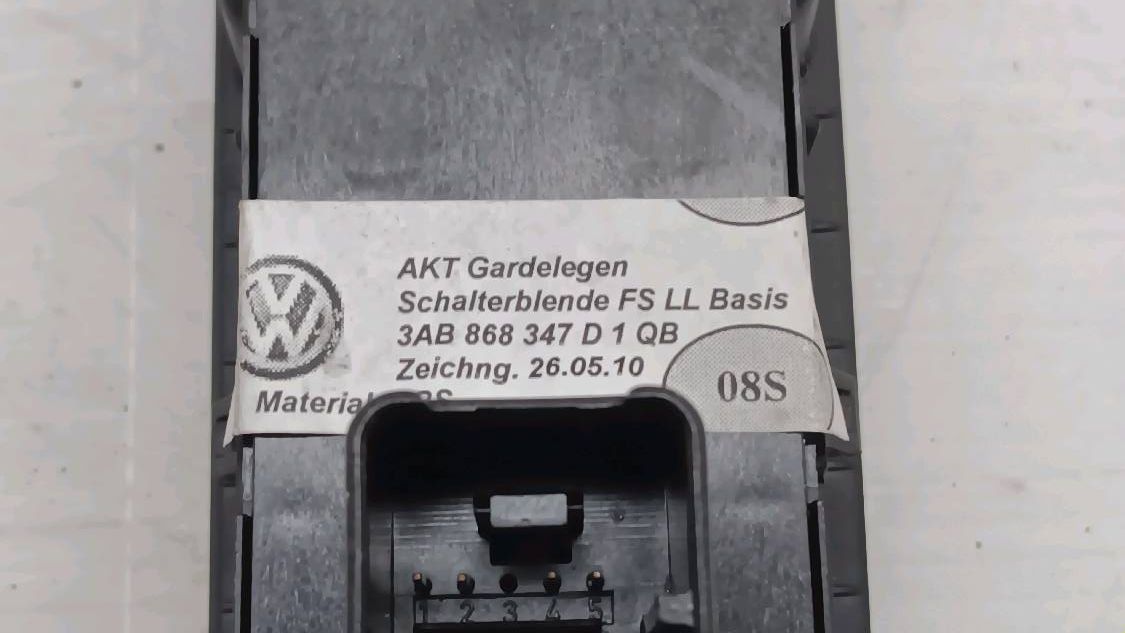 AKT Gardelegen
Schalterblende FS LL Basis
3AB 868 347 D 1 QB
Zeichng. 26.05.10
Material
08S
1 2 3 4 5